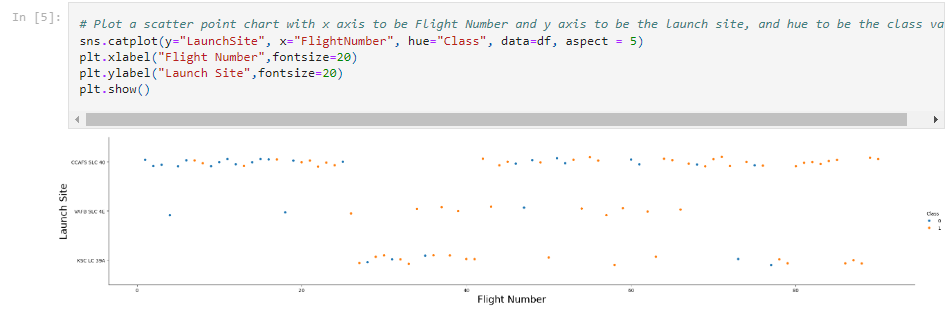 In [5]:
# Plot a scatter point chart with x axis to be Flight Number and y axis to be the launch site, and hue to be the class va
sns.catplot(y="LaunchSite", x="FlightNumber", hue="Class", data=df, aspect = 5)
plt.xlabel("Flight Number",fontsize=20)
plt.ylabel("Launch Site",fontsize=20)
plt.show()
CCAFS SLC 40
VAFB SLC 4E
KSC LC 39A
Launch Site
Class
0
1
0 20 40 60 80
Flight Number